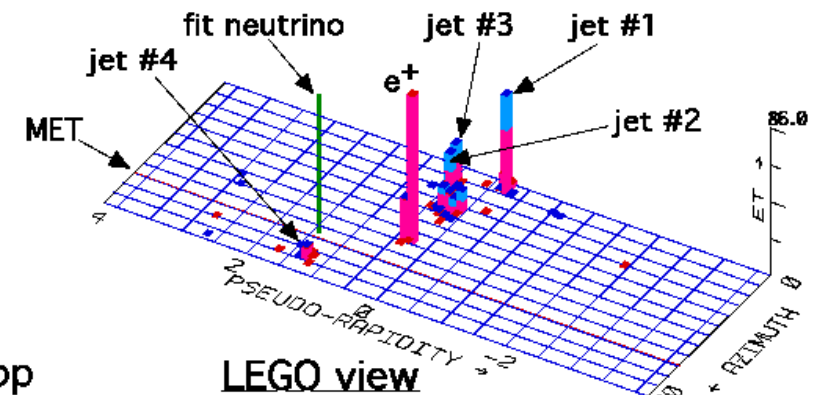 fit neutrino
jet #3
jet #1
jet #4
e+
jet #2
MET
86.0
ET
4
2
0
-2
PSEUDO-RAPIDITY
0
AZIMUTH
0
LEGO view
op